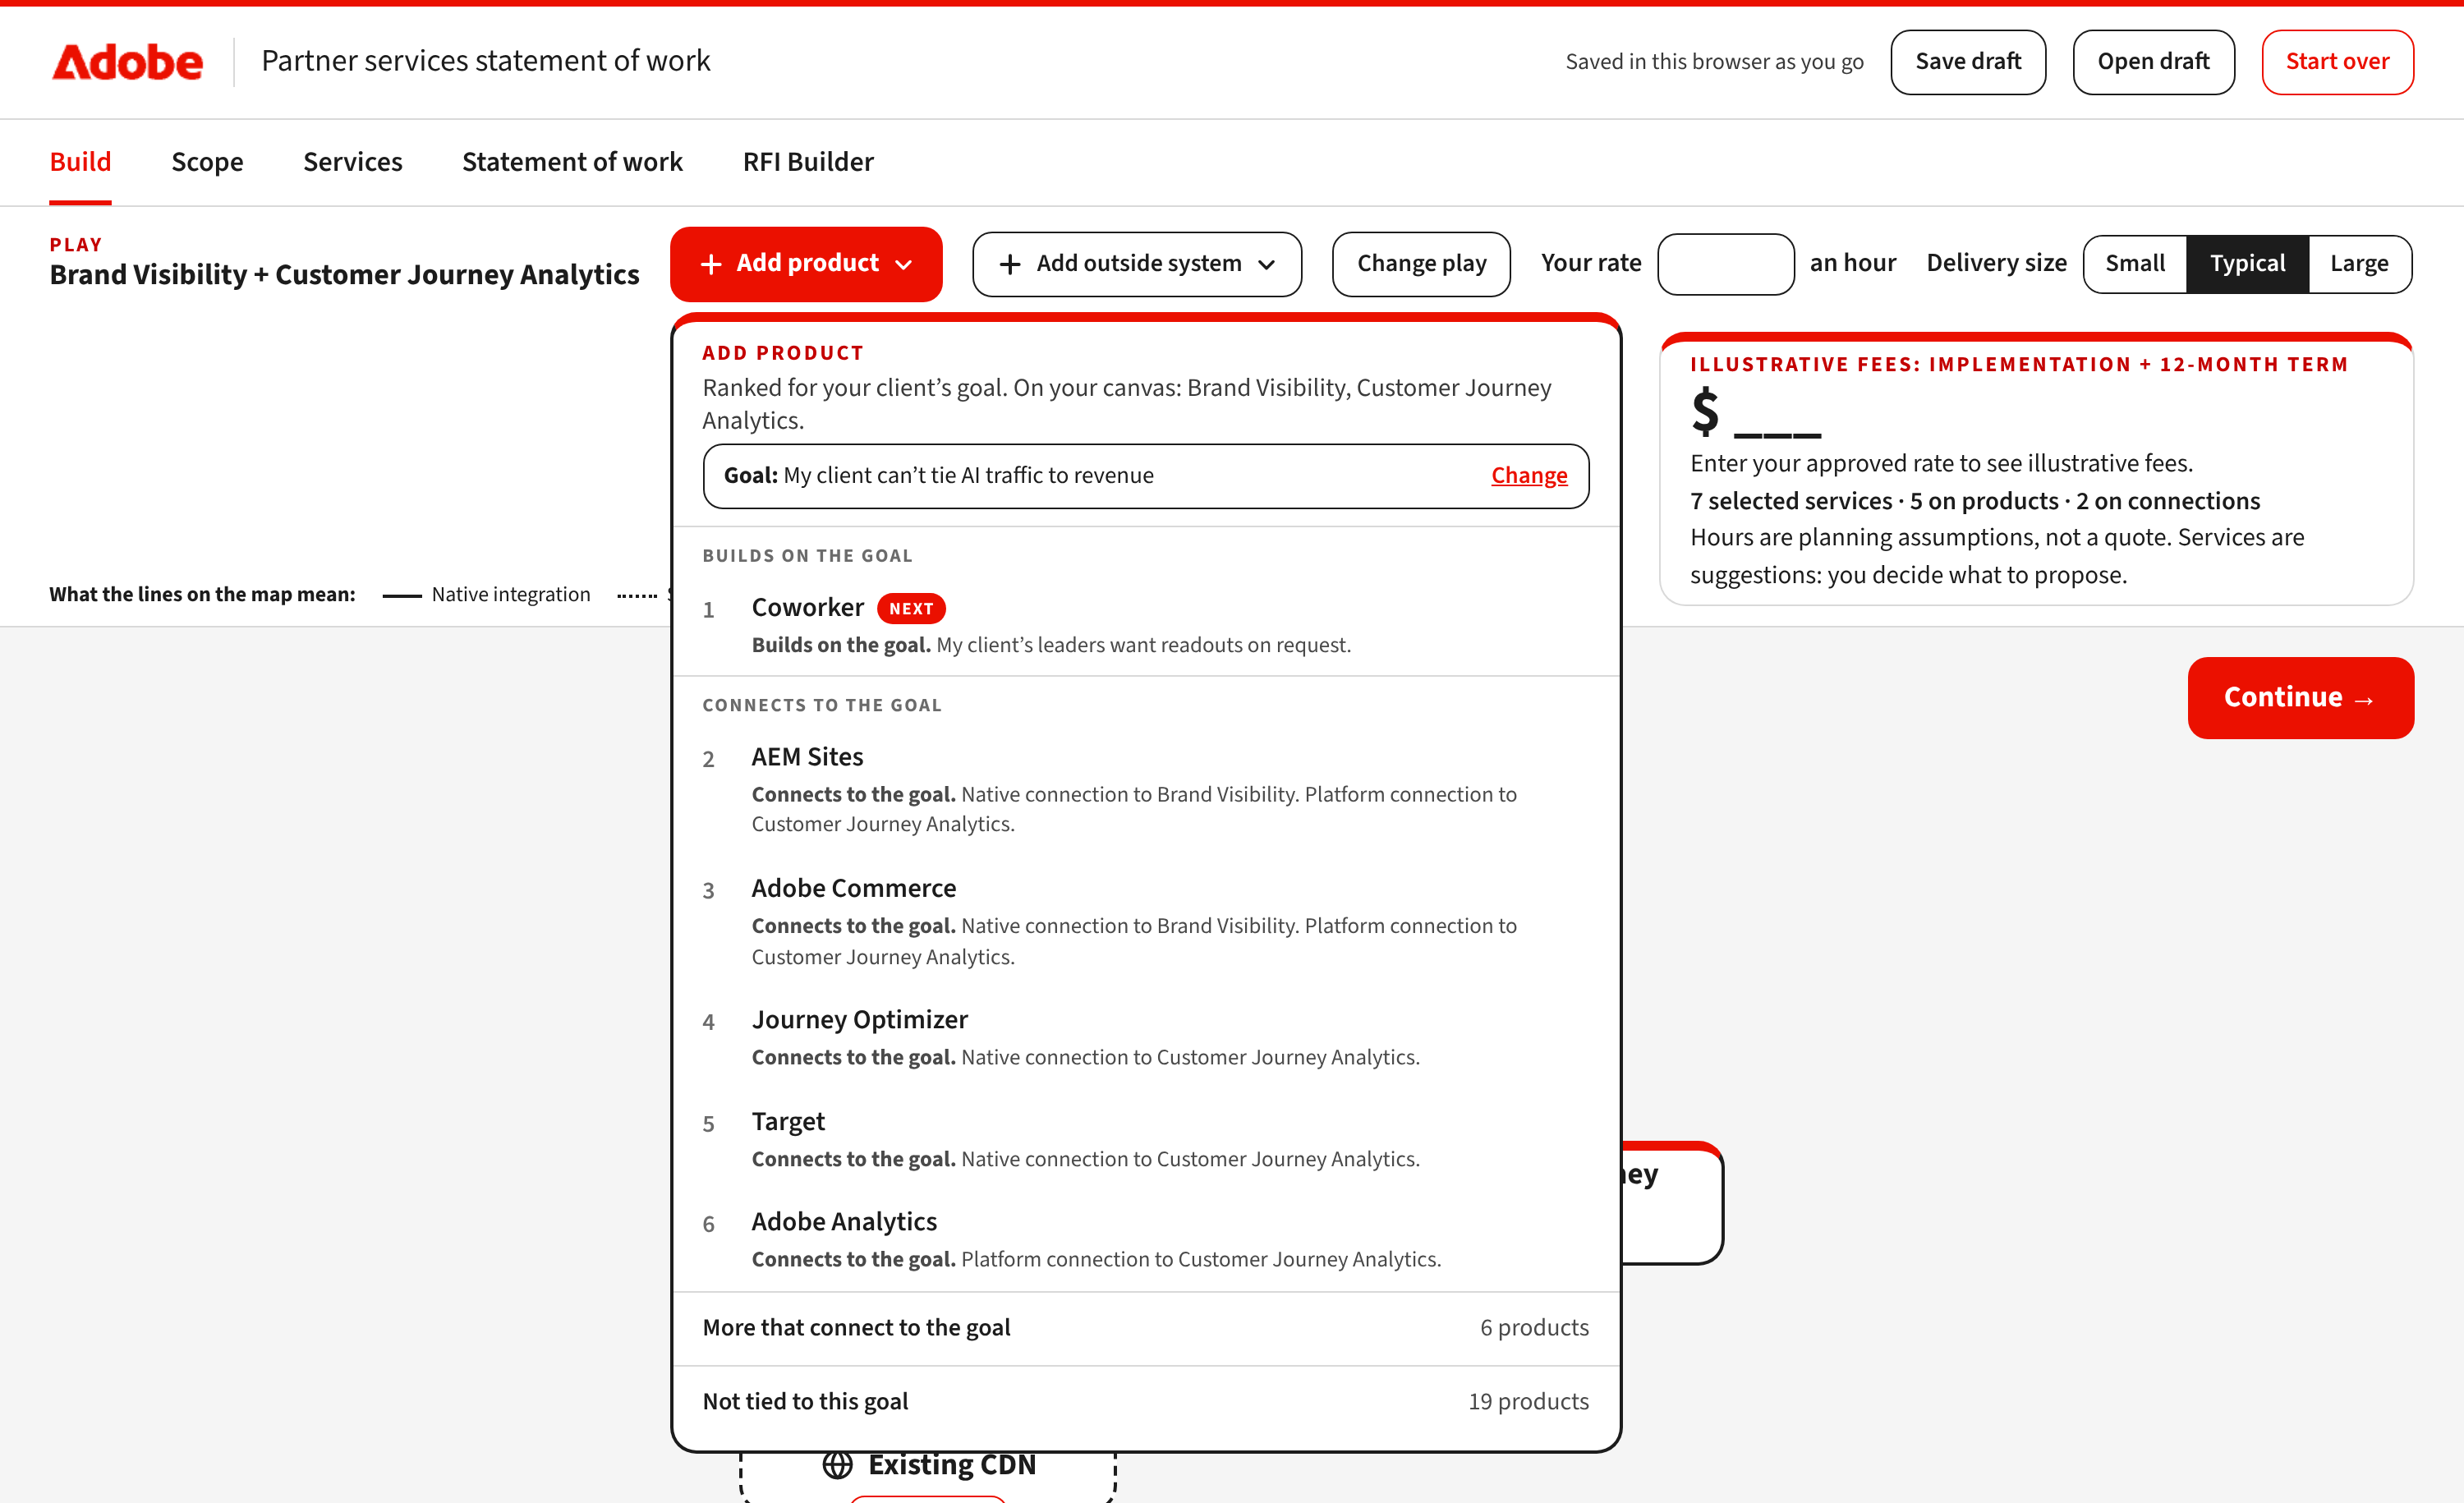 Adobe
Partner services statement of work
Saved in this browser as you go
Save draft
Open draft
Start over
Build
Scope
Services
Statement of work
RFI Builder
PLAY
Brand Visibility + Customer Journey Analytics
+ Add product
+ Add outside system
Change play
Your rate
an hour
Delivery size
Small
Typical
Large
ADD PRODUCT
Ranked for your client’s goal. On your canvas: Brand Visibility, Customer Journey
Analytics.
Goal: My client can’t tie AI traffic to revenue
Change
BUILDS ON THE GOAL
1 Coworker NEXT
Builds on the goal. My client’s leaders want readouts on request.
CONNECTS TO THE GOAL
2 AEM Sites
Connects to the goal. Native connection to Brand Visibility. Platform connection to
Customer Journey Analytics.
3 Adobe Commerce
Connects to the goal. Native connection to Brand Visibility. Platform connection to
Customer Journey Analytics.
4 Journey Optimizer
Connects to the goal. Native connection to Customer Journey Analytics.
5 Target
Connects to the goal. Native connection to Customer Journey Analytics.
6 Adobe Analytics
Connects to the goal. Platform connection to Customer Journey Analytics.
More that connect to the goal
6 products
Not tied to this goal
19 products
ILLUSTRATIVE FEES: IMPLEMENTATION + 12-MONTH TERM
$ ___
Enter your approved rate to see illustrative fees.
7 selected services · 5 on products · 2 on connections
Hours are planning assumptions, not a quote. Services are
suggestions: you decide what to propose.
What the lines on the map mean:
Native integration
Continue →
Existing CDN